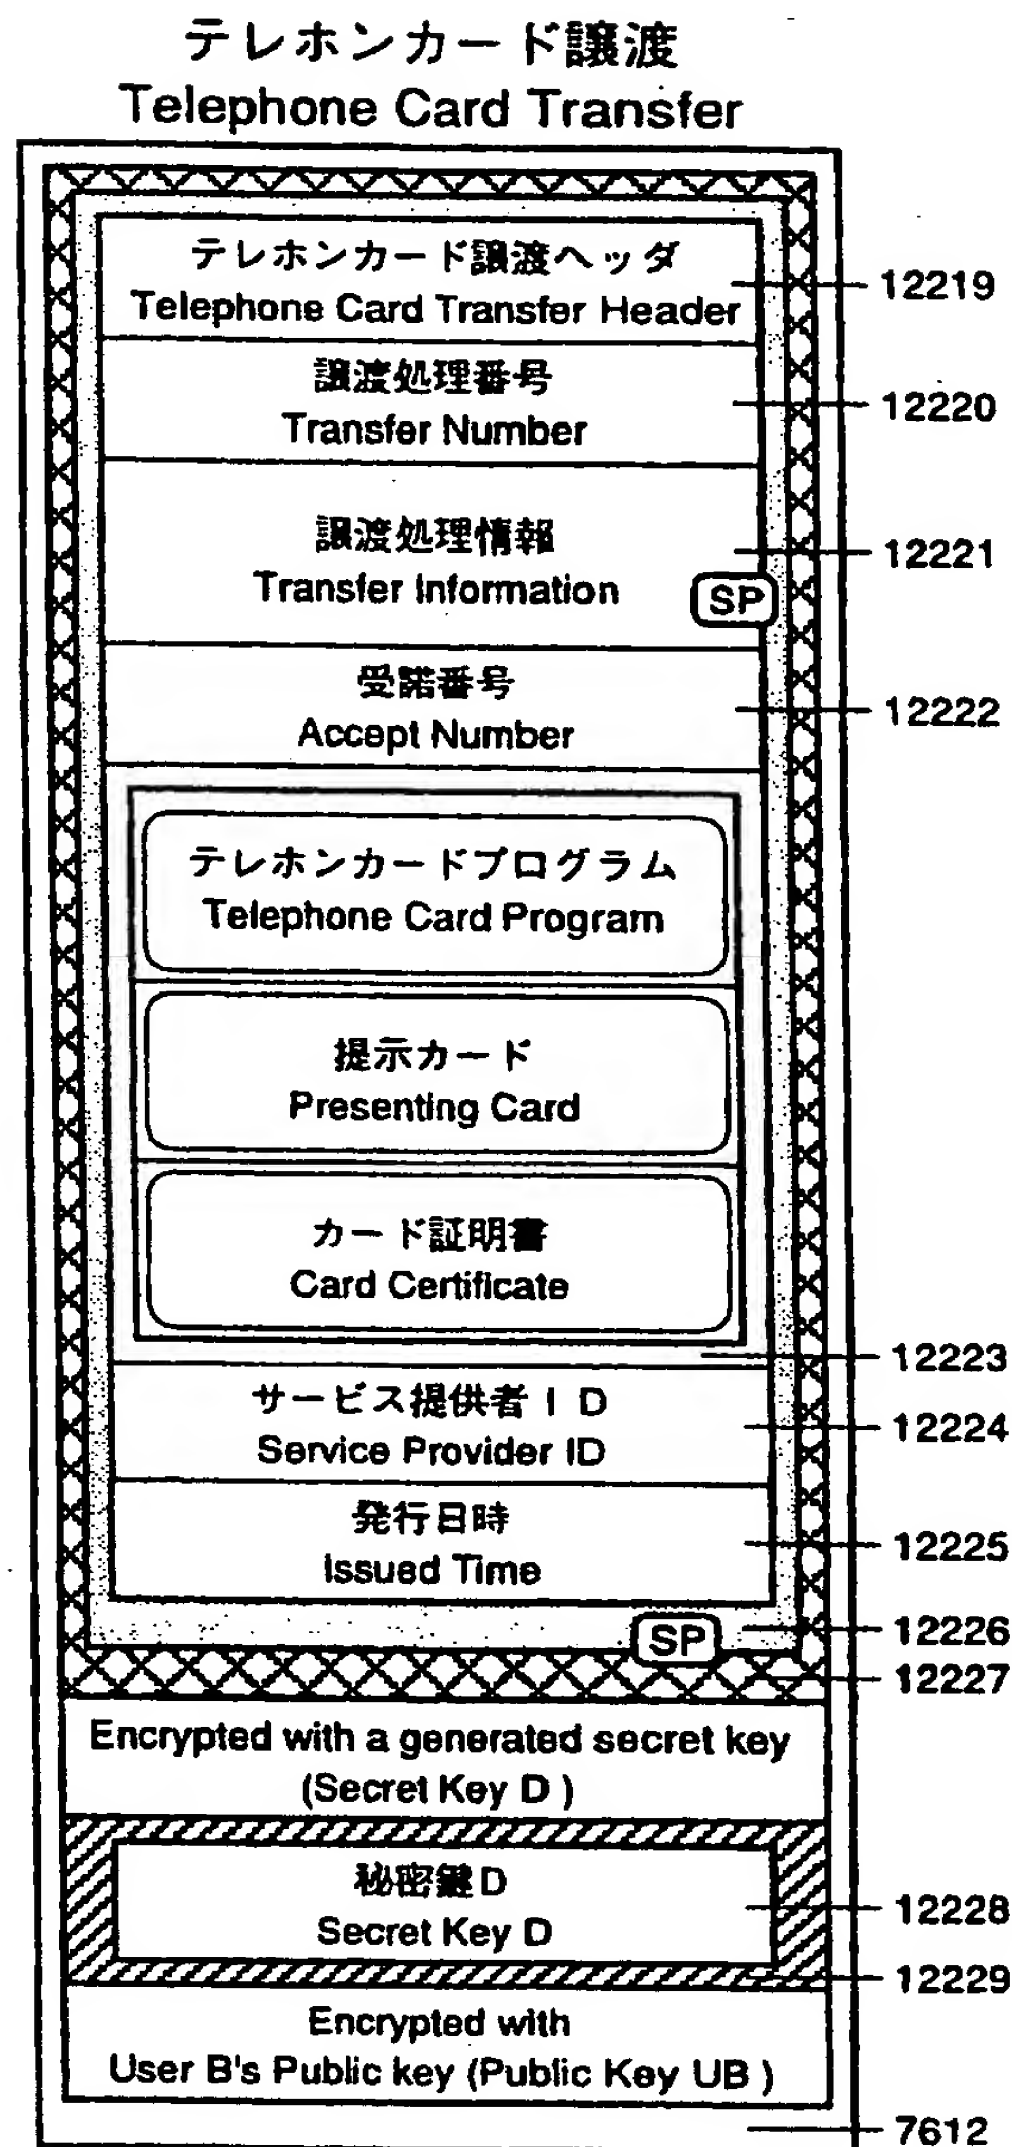 テレホンカード譲渡
Telephone Card Transfer
テレホンカード譲渡ヘッダ
Telephone Card Transfer Header
12219
譲渡処理番号
Transfer Number
12220
譲渡処理情報
Transfer Information
SP
12221
受諾番号
Accept Number
12222
テレホンカードプログラム
Telephone Card Program
提示カード
Presenting Card
カード証明書
Card Certificate
12223
サービス提供者ID
Service Provider ID
12224
発行日時
Issued Time
12225
SP
12226
12227
Encrypted with a generated secret key
(Secret Key D )
秘密鍵D
Secret Key D
12228
12229
Encrypted with
User B's Public key (Public Key UB )
7612